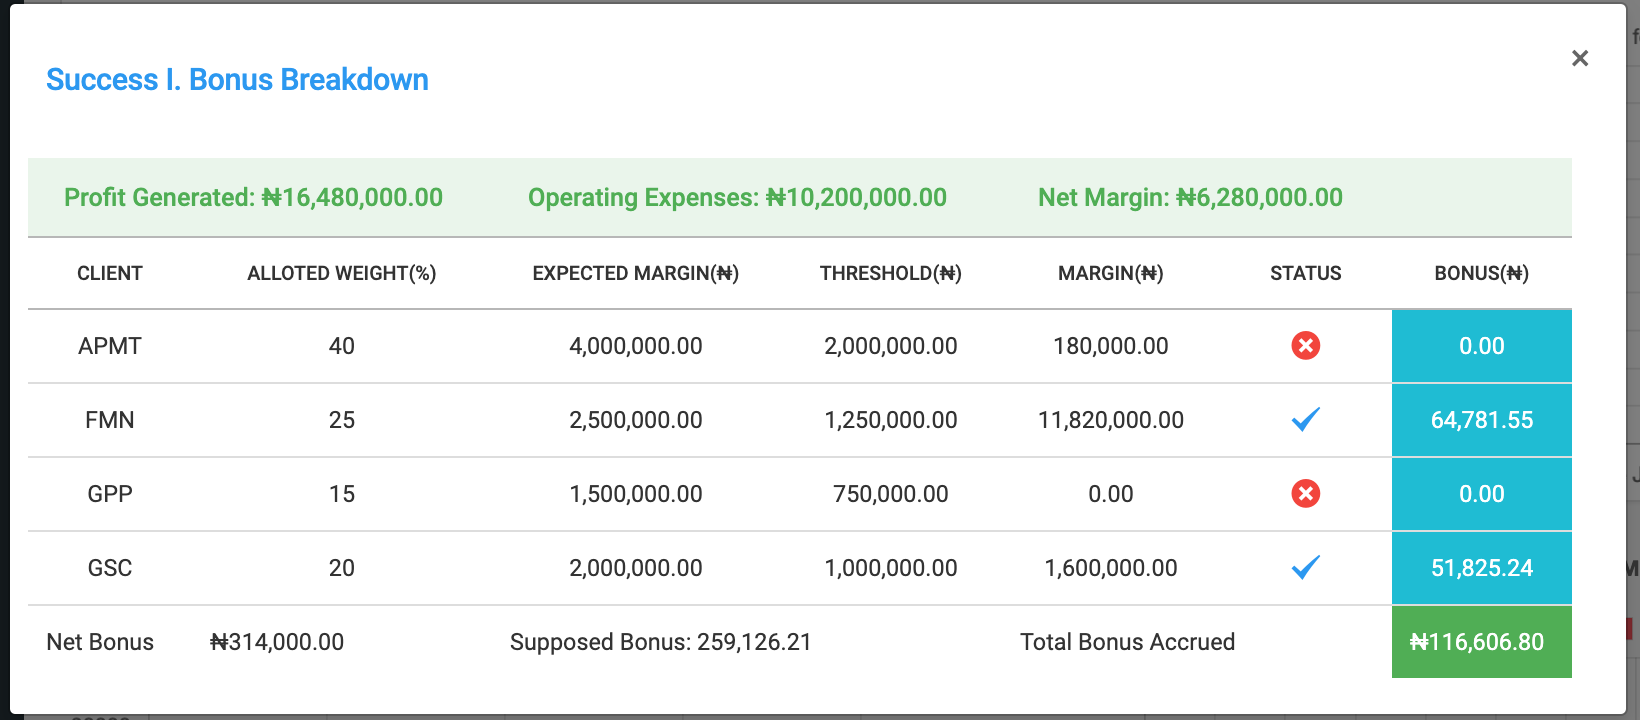 ×
Success I. Bonus Breakdown
Profit Generated: ₦16,480,000.00 Operating Expenses: ₦10,200,000.00 Net Margin: ₦6,280,000.00
CLIENT ALLOTED WEIGHT(%) EXPECTED MARGIN(₦) THRESHOLD(₦) MARGIN(₦) STATUS BONUS(₦)
APMT 40 4,000,000.00 2,000,000.00 180,000.00 0.00
FMN 25 2,500,000.00 1,250,000.00 11,820,000.00 64,781.55
GPP 15 1,500,000.00 750,000.00 0.00 0.00
GSC 20 2,000,000.00 1,000,000.00 1,600,000.00 51,825.24
Net Bonus ₦314,000.00 Supposed Bonus: 259,126.21 Total Bonus Accrued ₦116,606.80